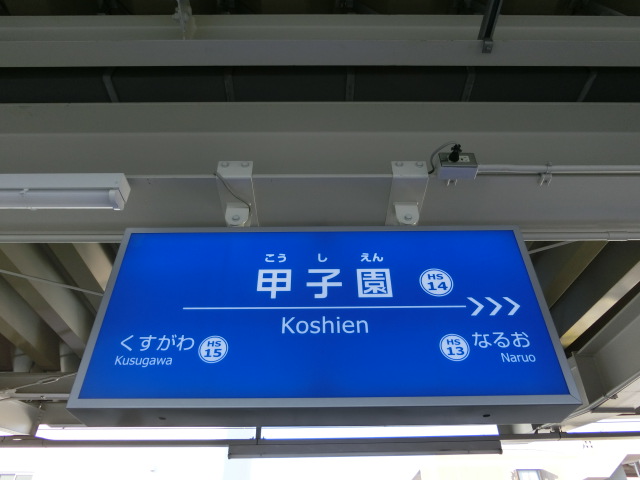 こう し えん
甲子園 HS 14
Koshien
くすがわ HS 15
Kusugawa
HS 13 なるお
Naruo